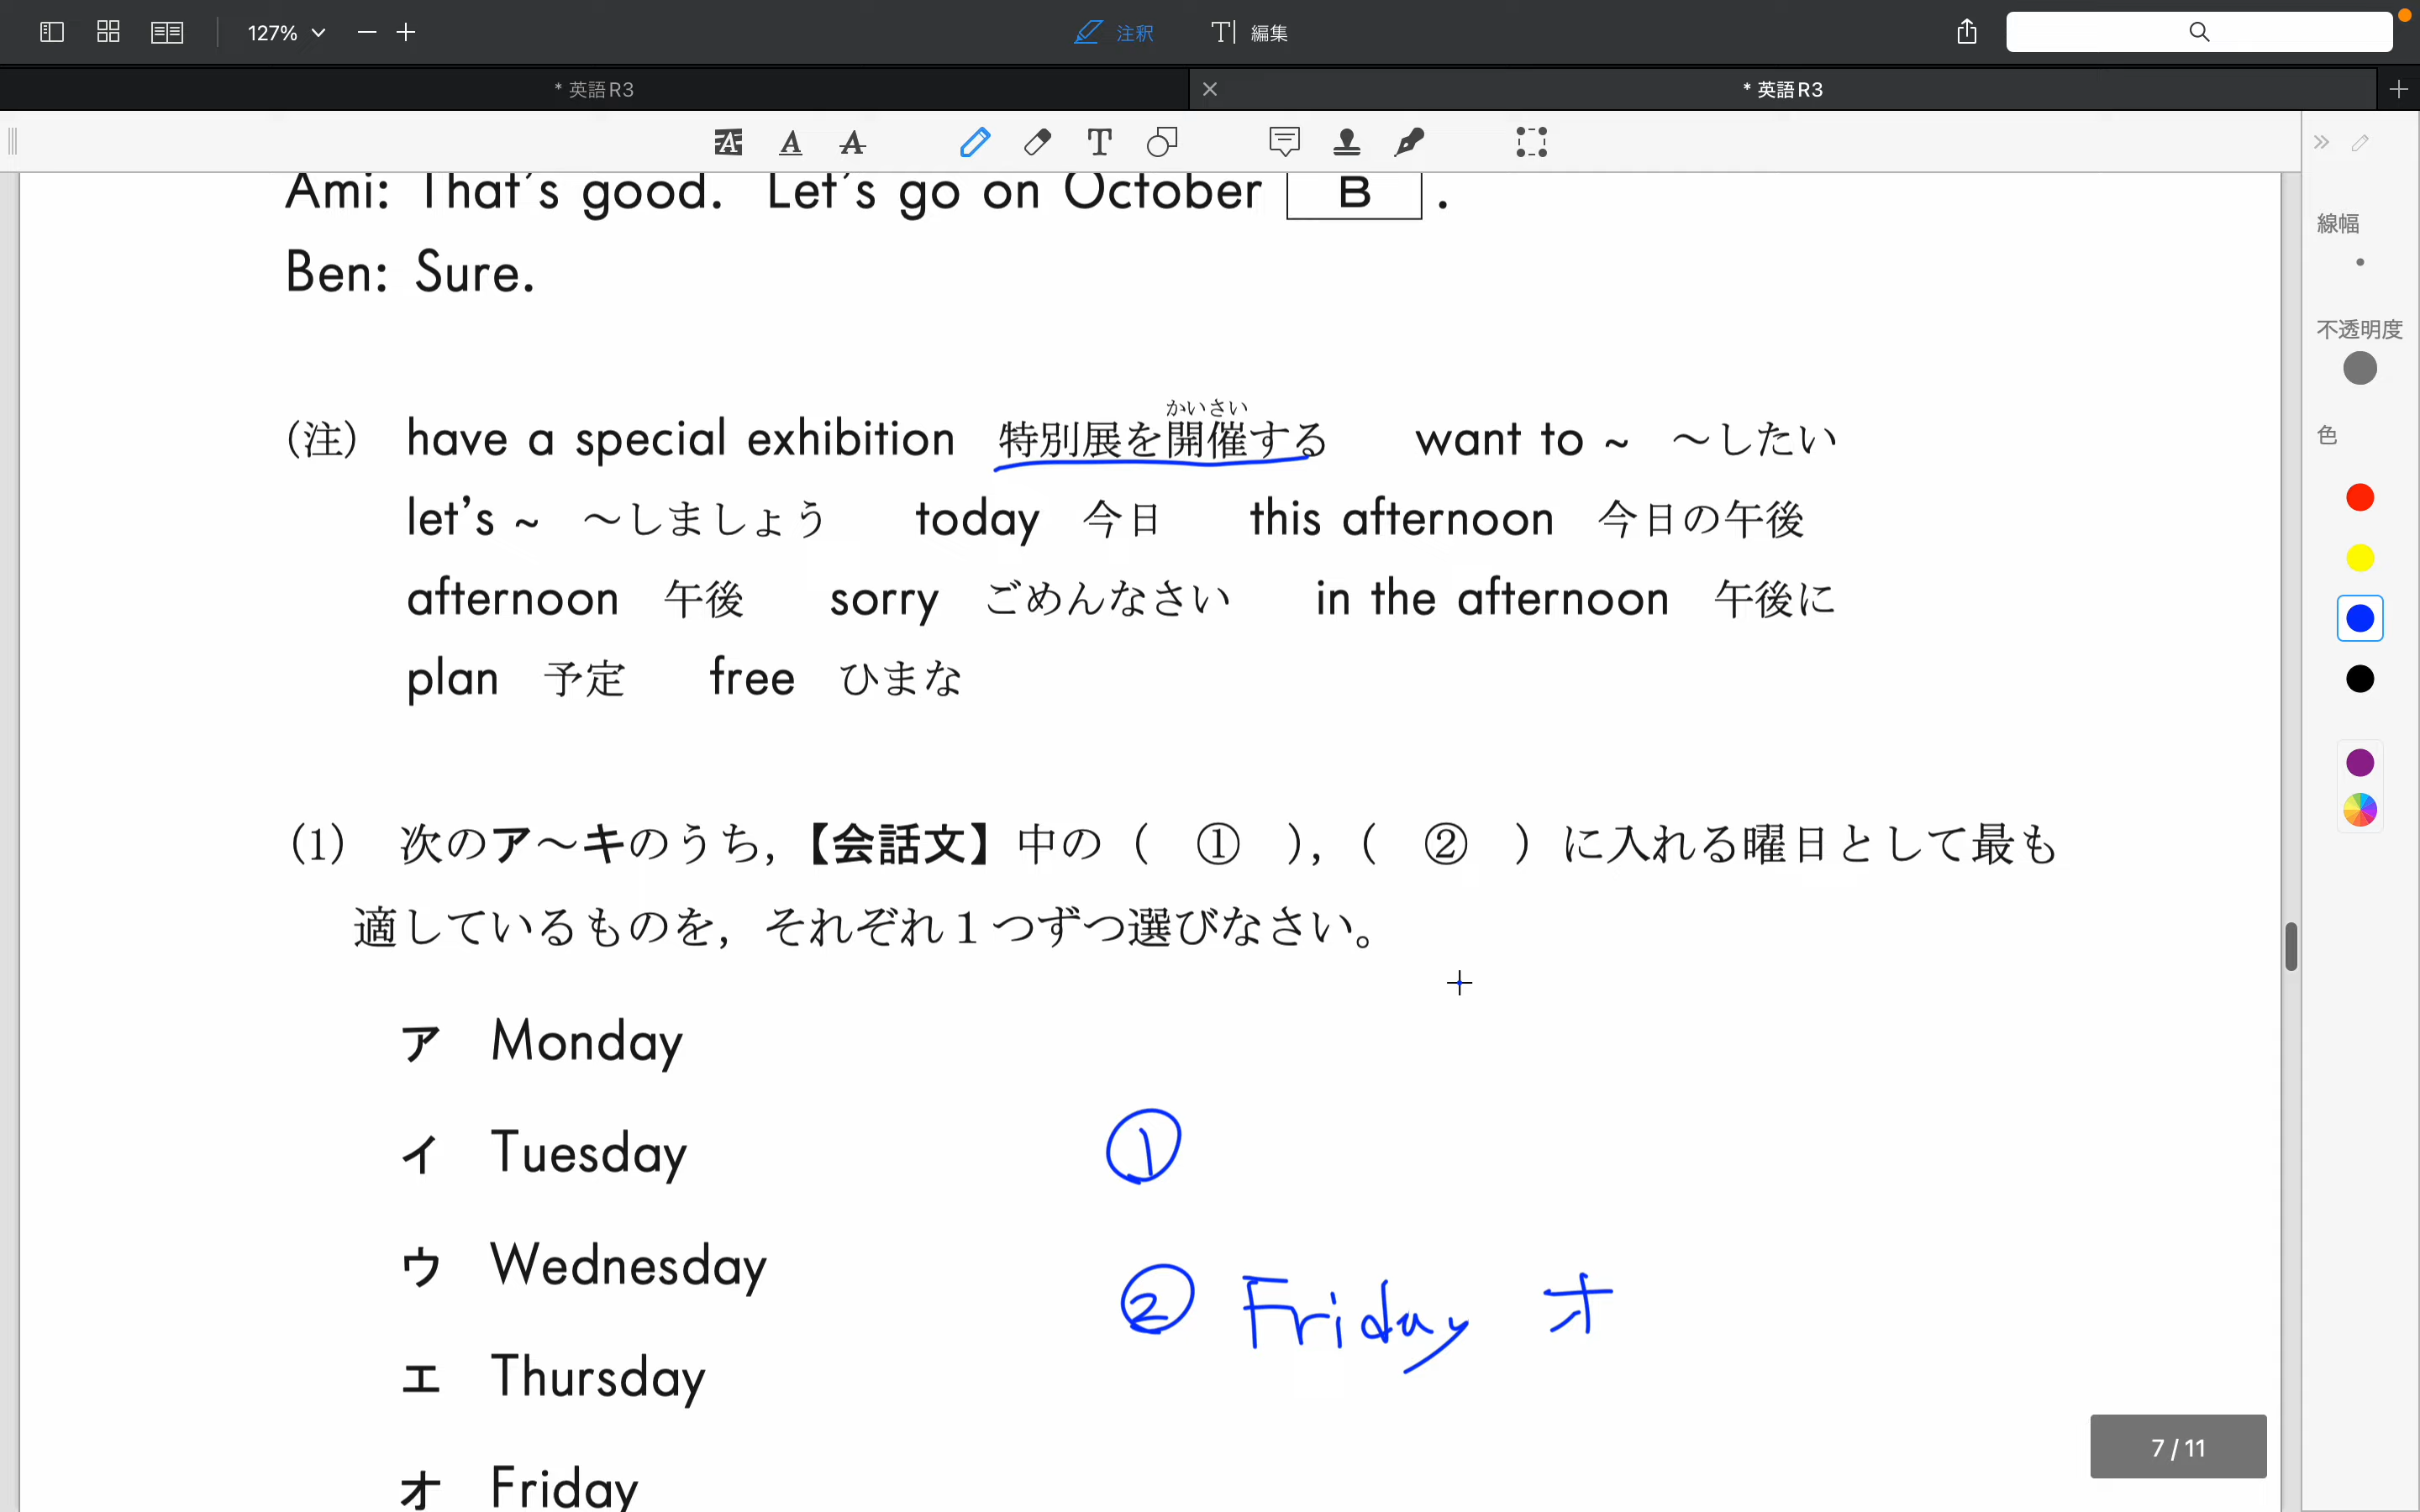 127%
注釈
編集
* 英語R3
* 英語R3
Ami: That's good. Let's go on October B .
Ben: Sure.
線幅
不透明度
色
かいさい
(注) have a special exhibition 特別展を開催する want to ~ ～したい
let's ~ ～しましょう today 今日 this afternoon 今日の午後
afternoon 午後 sorry ごめんなさい in the afternoon 午後に
plan 予定 free ひまな
(1) 次のア～キのうち,【会話文】中の( ① ),( ② )に入れる曜日として最も
適しているものを, それぞれ1つずつ選びなさい。
ア Monday
イ Tuesday
①
ウ Wednesday
② Friday オ
エ Thursday
オ Friday
7 / 11